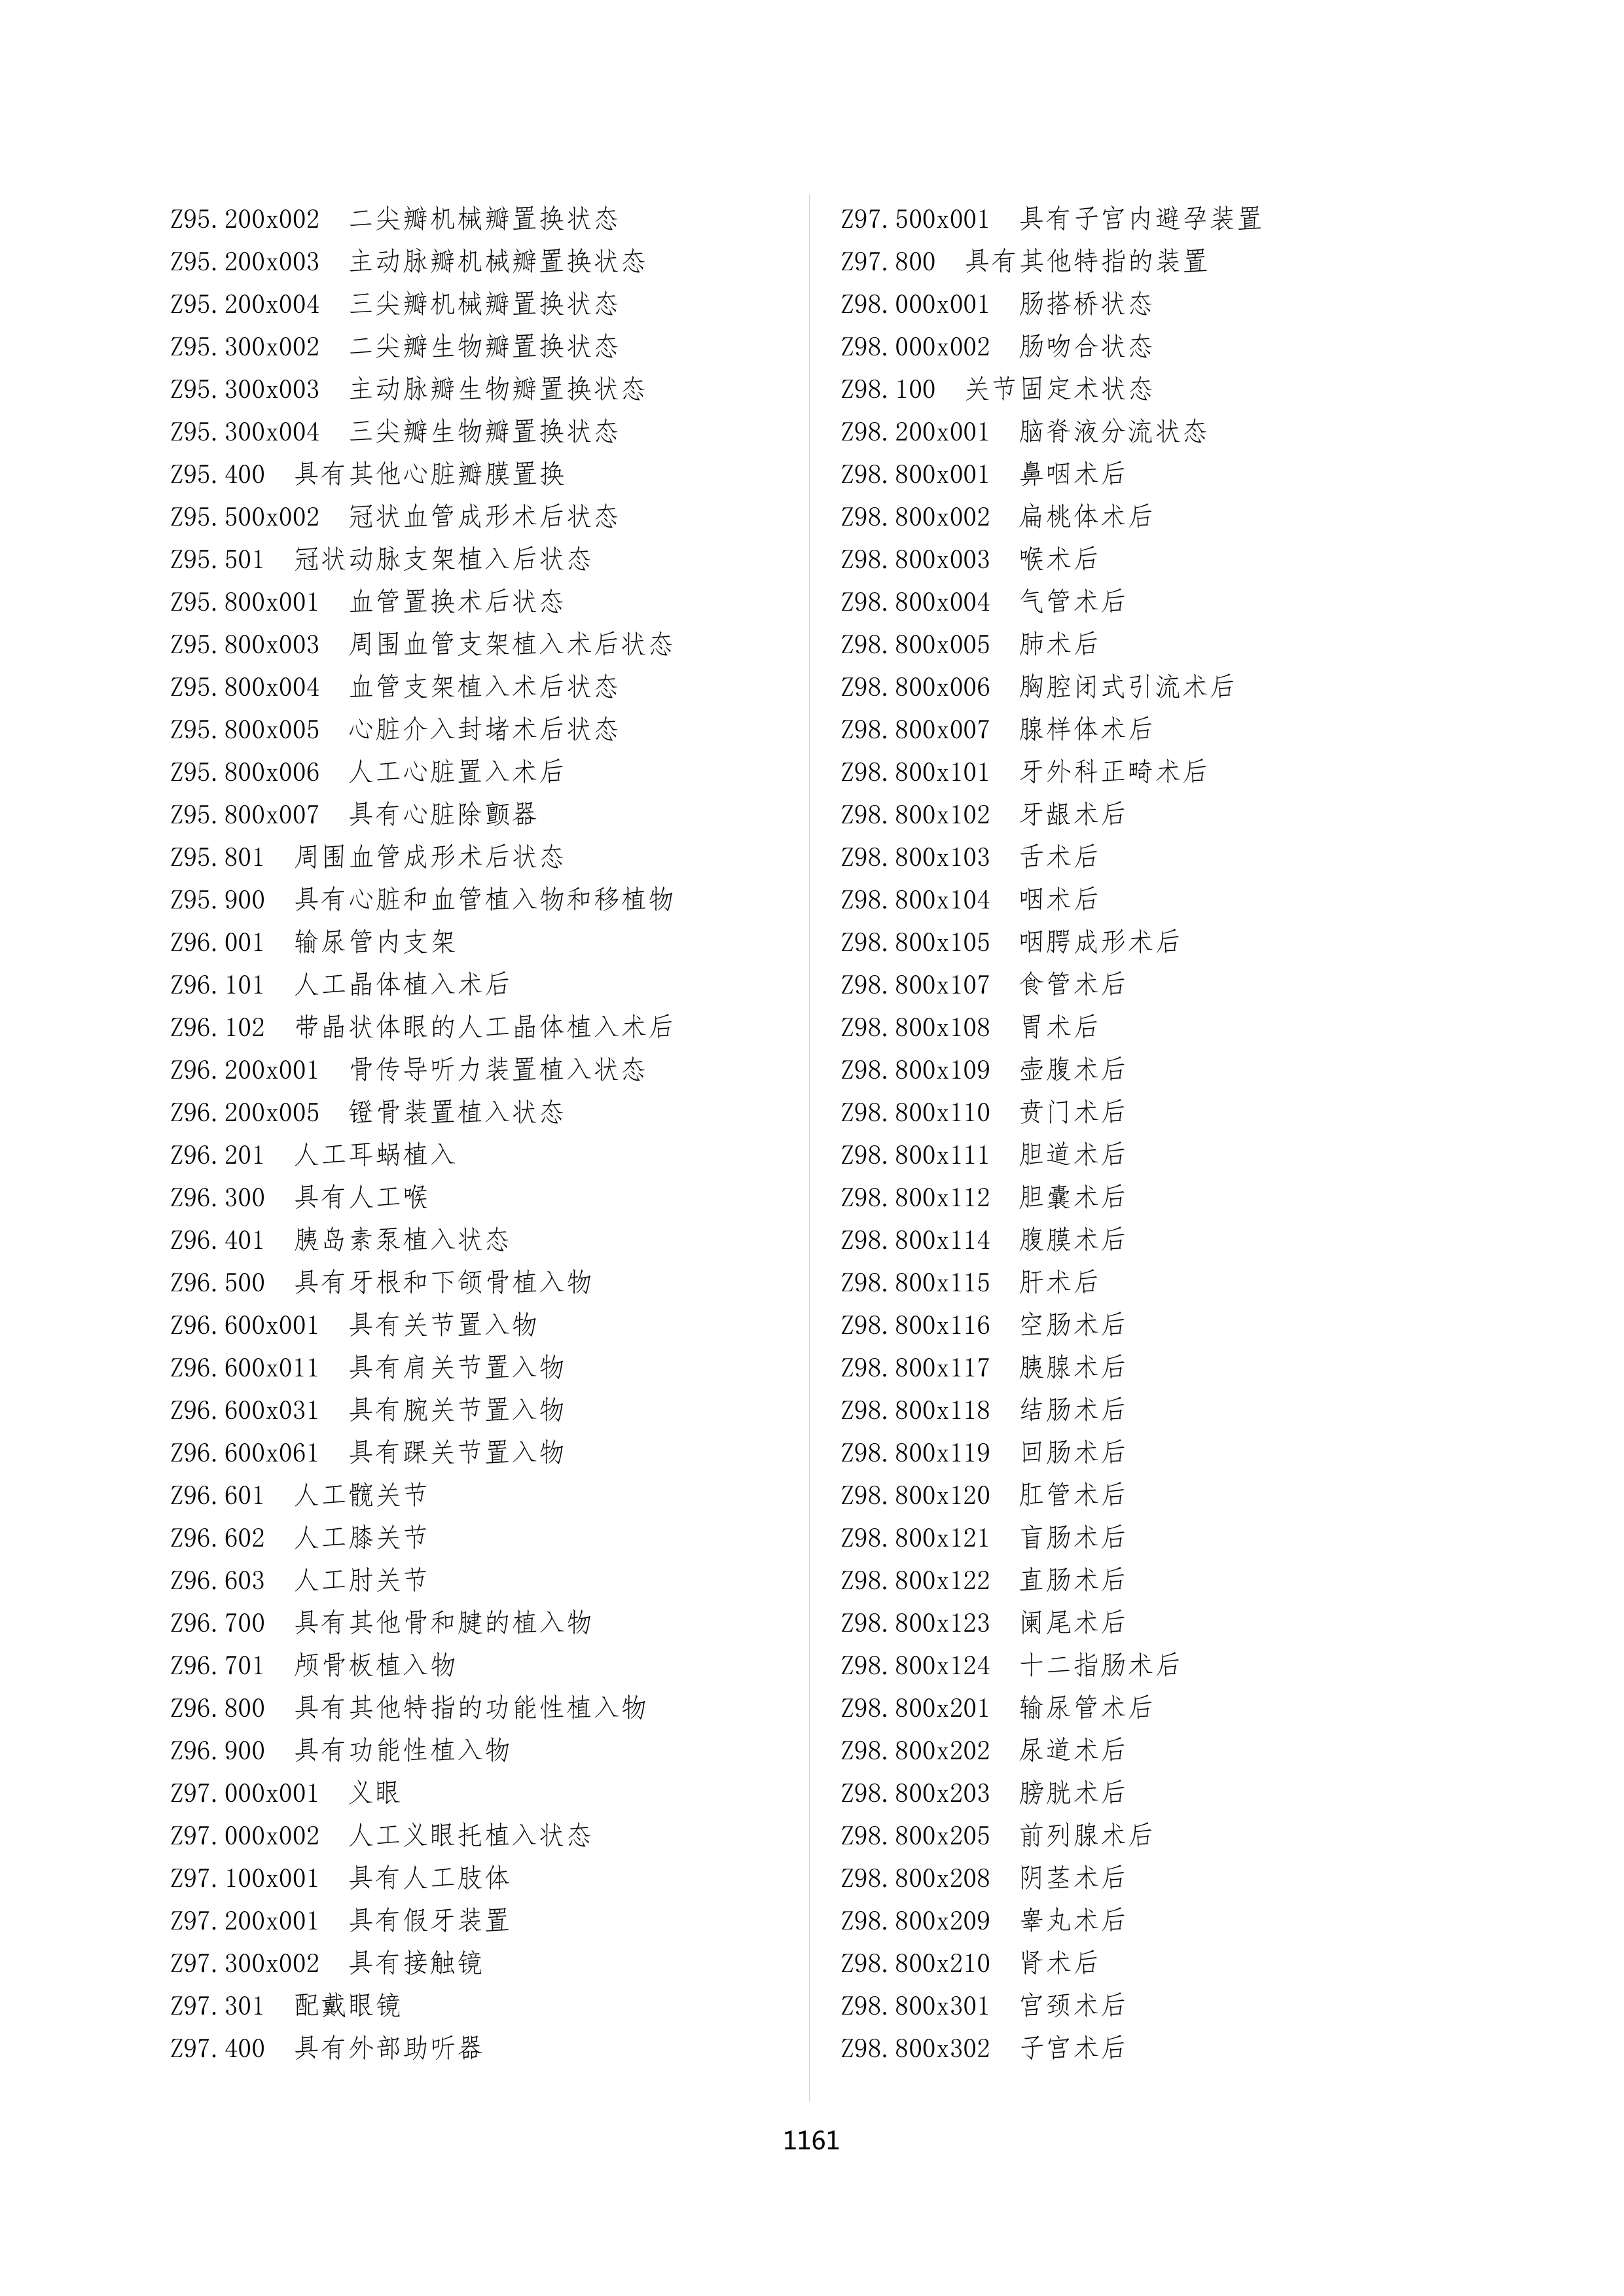 Z95.200x002 二尖瓣机械瓣置换状态
Z95.200x003 主动脉瓣机械瓣置换状态
Z95.200x004 三尖瓣机械瓣置换状态
Z95.300x002 二尖瓣生物瓣置换状态
Z95.300x003 主动脉瓣生物瓣置换状态
Z95.300x004 三尖瓣生物瓣置换状态
Z95.400 具有其他心脏瓣膜置换
Z95.500x002 冠状血管成形术后状态
Z95.501 冠状动脉支架植入后状态
Z95.800x001 血管置换术后状态
Z95.800x003 周围血管支架植入术后状态
Z95.800x004 血管支架植入术后状态
Z95.800x005 心脏介入封堵术后状态
Z95.800x006 人工心脏置入术后
Z95.800x007 具有心脏除颤器
Z95.801 周围血管成形术后状态
Z95.900 具有心脏和血管植入物和移植物
Z96.001 输尿管内支架
Z96.101 人工晶体植入术后
Z96.102 带晶状体眼的人工晶体植入术后
Z96.200x001 骨传导听力装置植入状态
Z96.200x005 镫骨装置植入状态
Z96.201 人工耳蜗植入
Z96.300 具有人工喉
Z96.401 胰岛素泵植入状态
Z96.500 具有牙根和下颌骨植入物
Z96.600x001 具有关节置入物
Z96.600x011 具有肩关节置入物
Z96.600x031 具有腕关节置入物
Z96.600x061 具有踝关节置入物
Z96.601 人工髋关节
Z96.602 人工膝关节
Z96.603 人工肘关节
Z96.700 具有其他骨和腱的植入物
Z96.701 颅骨板植入物
Z96.800 具有其他特指的功能性植入物
Z96.900 具有功能性植入物
Z97.000x001 义眼
Z97.000x002 人工义眼托植入状态
Z97.100x001 具有人工肢体
Z97.200x001 具有假牙装置
Z97.300x002 具有接触镜
Z97.301 配戴眼镜
Z97.400 具有外部助听器
Z97.500x001 具有子宫内避孕装置
Z97.800 具有其他特指的装置
Z98.000x001 肠搭桥状态
Z98.000x002 肠吻合状态
Z98.100 关节固定术状态
Z98.200x001 脑脊液分流状态
Z98.800x001 鼻咽术后
Z98.800x002 扁桃体术后
Z98.800x003 喉术后
Z98.800x004 气管术后
Z98.800x005 肺术后
Z98.800x006 胸腔闭式引流术后
Z98.800x007 腺样体术后
Z98.800x101 牙外科正畸术后
Z98.800x102 牙龈术后
Z98.800x103 舌术后
Z98.800x104 咽术后
Z98.800x105 咽腭成形术后
Z98.800x107 食管术后
Z98.800x108 胃术后
Z98.800x109 壶腹术后
Z98.800x110 贲门术后
Z98.800x111 胆道术后
Z98.800x112 胆囊术后
Z98.800x114 腹膜术后
Z98.800x115 肝术后
Z98.800x116 空肠术后
Z98.800x117 胰腺术后
Z98.800x118 结肠术后
Z98.800x119 回肠术后
Z98.800x120 肛管术后
Z98.800x121 盲肠术后
Z98.800x122 直肠术后
Z98.800x123 阑尾术后
Z98.800x124 十二指肠术后
Z98.800x201 输尿管术后
Z98.800x202 尿道术后
Z98.800x203 膀胱术后
Z98.800x205 前列腺术后
Z98.800x208 阴茎术后
Z98.800x209 睾丸术后
Z98.800x210 肾术后
Z98.800x301 宫颈术后
Z98.800x302 子宫术后
1161